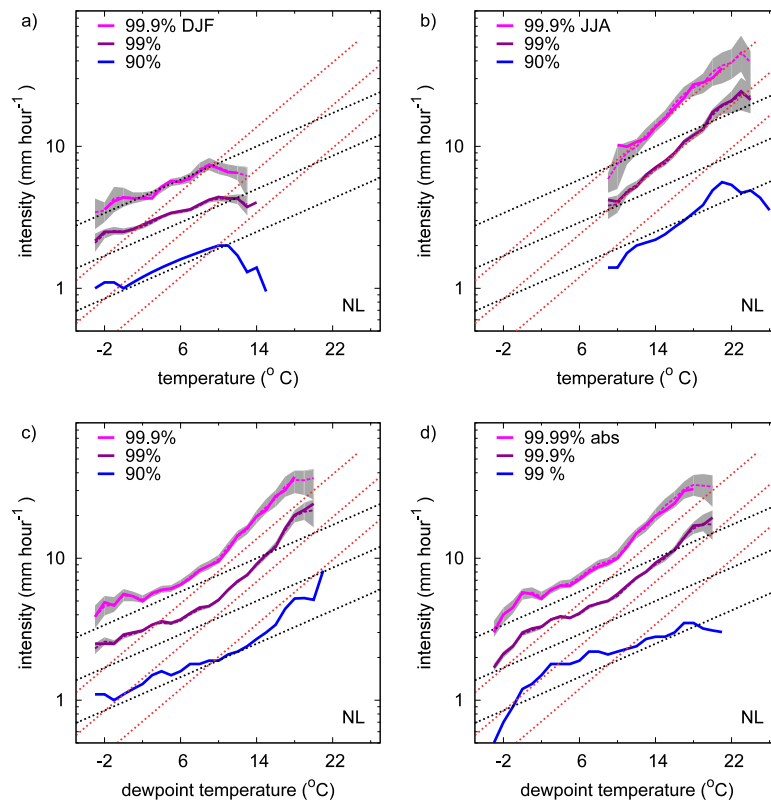 a)
99.9% DJF
99%
90%
10
1
intensity (mm hour-1 )
NL
-2 6 14 22
temperature (o C)
b)
99.9% JJA
99%
90%
10
1
intensity (mm hour-1 )
NL
-2 6 14 22
temperature (o C)
c)
99.9%
99%
90%
10
1
intensity (mm hour-1 )
NL
-2 6 14 22
dewpoint temperature (oC)
d)
99.99% abs
99.9%
99 %
10
1
intensity (mm hour-1 )
NL
-2 6 14 22
dewpoint temperature (oC)